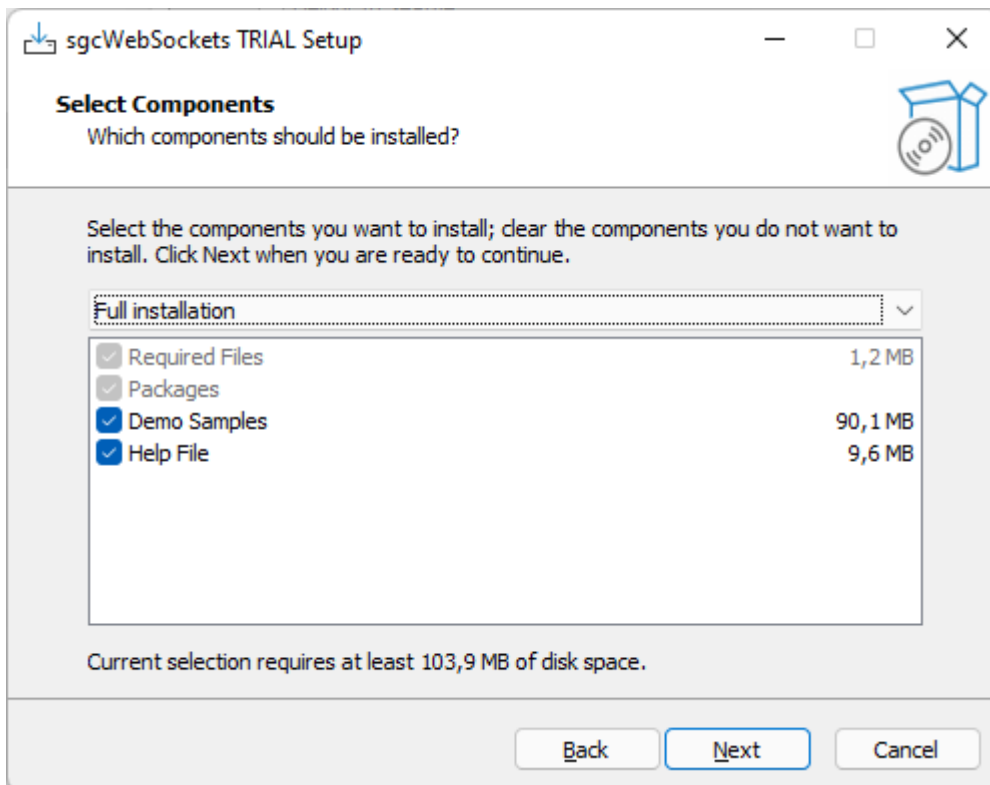 sgcWebSockets TRIAL Setup
Select Components
Which components should be installed?
Select the components you want to install; clear the components you do not want to
install. Click Next when you are ready to continue.
Full installation
Required Files 1,2 MB
Packages
Demo Samples 90,1 MB
Help File 9,6 MB
Current selection requires at least 103,9 MB of disk space.
Back Next Cancel